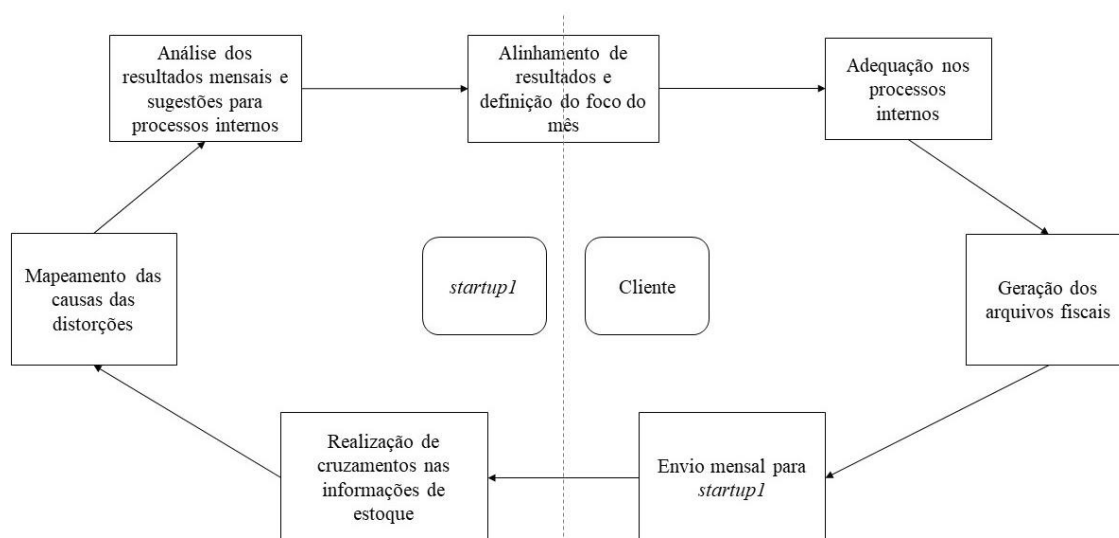 Análise dos
resultados mensais e
sugestões para
processos internos
Alinhamento de
resultados e
definição do foco do
mês
Adequação nos
processos
internos
Mapeamento das
causas das
distorções
startup1
Cliente
Geração dos
arquivos fiscais
Realização de
cruzamentos nas
informações de
estoque
Envio mensal para
startup1